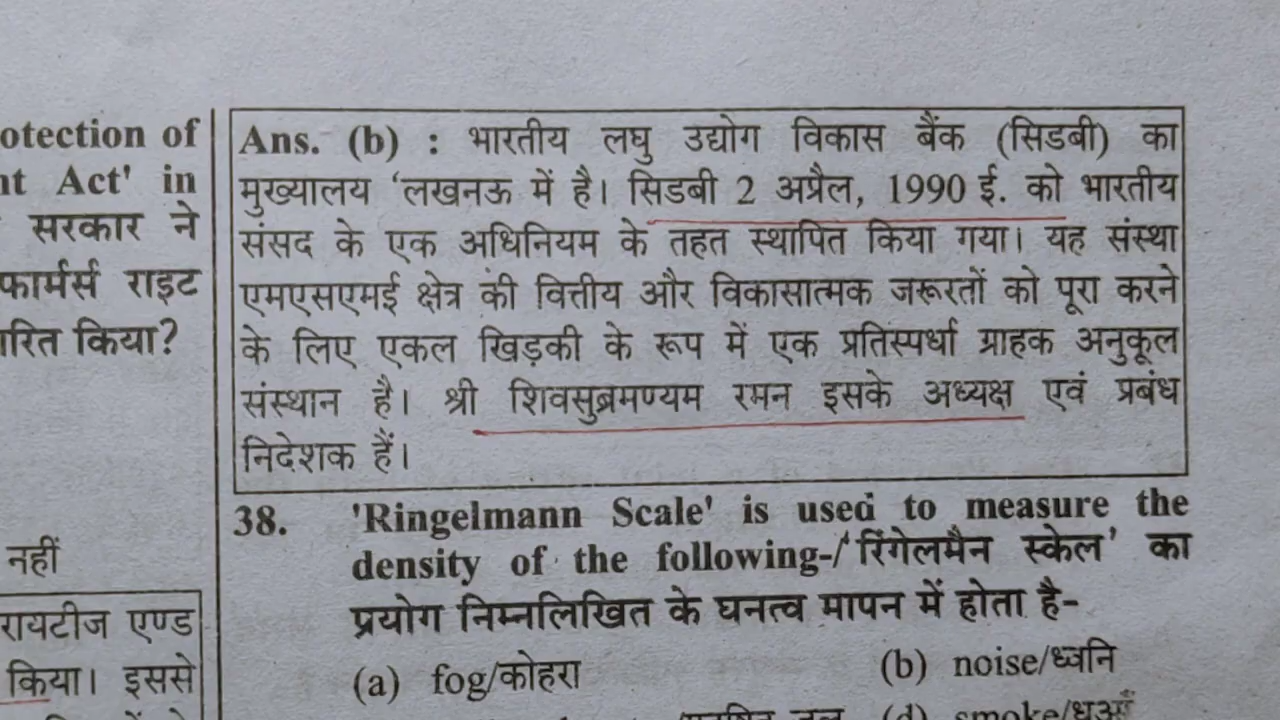 otection of
nt Act' in
सरकार ने
फार्मर्स राइट
ारित किया?
नहीं
रायटीज एण्ड
किया। इससे
Ans. (b) : भारतीय लघु उद्योग विकास बैंक (सिडबी) का
मुख्यालय ‘लखनऊ में है। सिडबी 2 अप्रैल, 1990 ई. को भारतीय
संसद के एक अधिनियम के तहत स्थापित किया गया। यह संस्था
एमएसएमई क्षेत्र की वित्तीय और विकासात्मक जरूरतों को पूरा करने
के लिए एकल खिड़की के रूप में एक प्रतिस्पर्धा ग्राहक अनुकूल
संस्थान है। श्री शिवसुब्रमण्यम रमन इसके अध्यक्ष एवं प्रबंध
निदेशक हैं।
38. 'Ringelmann Scale' is used to measure the
density of the following-/‘रिंगेलमैन स्केल’ का
प्रयोग निम्नलिखित के घनत्व मापन में होता है-
(a) fog/कोहरा (b) noise/ध्वनि
(d) smoke/धुआँ